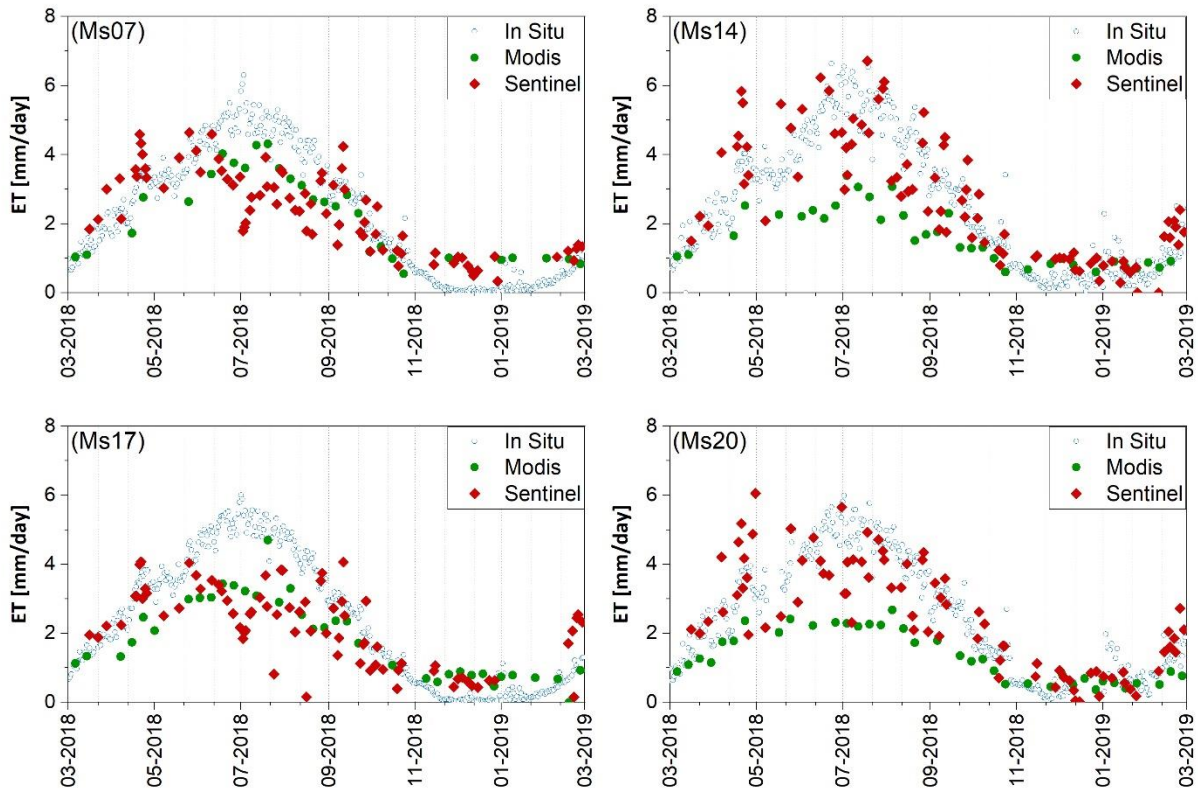 (Ms07)
In Situ
Modis
Sentinel
ET [mm/day]
8
6
4
2
0
03-2018
05-2018
07-2018
09-2018
11-2018
01-2019
03-2019
(Ms14)
In Situ
Modis
Sentinel
ET [mm/day]
8
6
4
2
0
03-2018
05-2018
07-2018
09-2018
11-2018
01-2019
03-2019
(Ms17)
In Situ
Modis
Sentinel
ET [mm/day]
8
6
4
2
0
03-2018
05-2018
07-2018
09-2018
11-2018
01-2019
03-2019
(Ms20)
In Situ
Modis
Sentinel
ET [mm/day]
8
6
4
2
0
03-2018
05-2018
07-2018
09-2018
11-2018
01-2019
03-2019